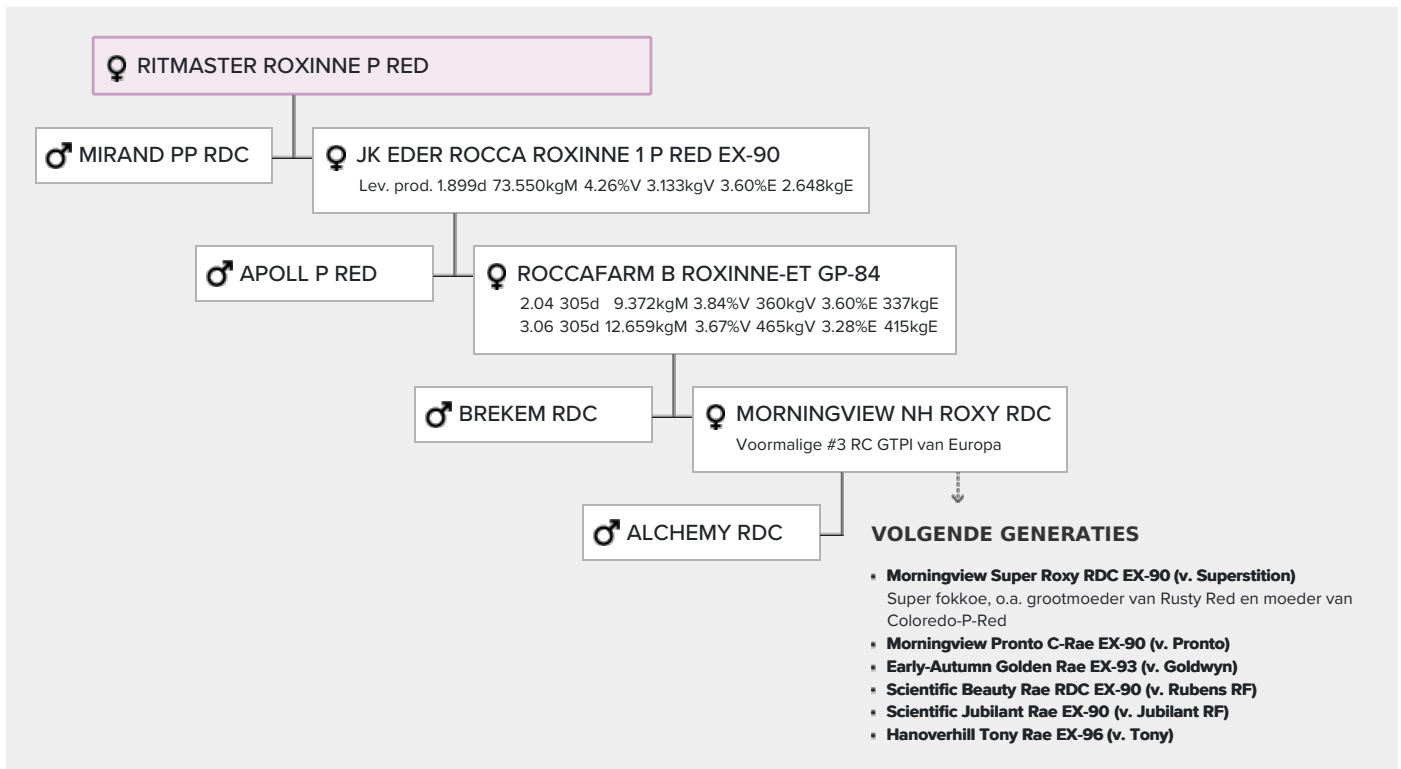 RITMASTER ROXINNE P RED
MIRAND PP RDC
JK EDER ROCCA ROXINNE 1 P RED EX-90
Lev. prod. 1.899d 73.550kgM 4.26%V 3.133kgV 3.60%E 2.648kgE
APOLL P RED
ROCCAFARM B ROXINNE-ET GP-84
2.04 305d 9.372kgM 3.84%V 360kgV 3.60%E 337kgE
3.06 305d 12.659kgM 3.67%V 465kgV 3.28%E 415kgE
BREKEM RDC
MORNINGVIEW NH ROXY RDC
Voormalige #3 RC GTPI van Europa
ALCHEMY RDC
VOLGENDE GENERATIES
Morningview Super Roxy RDC EX-90 (v. Superstition)
Super fokkoe, o.a. grootmoeder van Rusty Red en moeder van
Coloredo-P-Red
Morningview Pronto C-Rae EX-90 (v. Pronto)
Early-Autumn Golden Rae EX-93 (v. Goldwyn)
Scientific Beauty Rae RDC EX-90 (v. Rubens RF)
Scientific Jubilant Rae EX-90 (v. Jubilant RF)
Hanoverhill Tony Rae EX-96 (v. Tony)